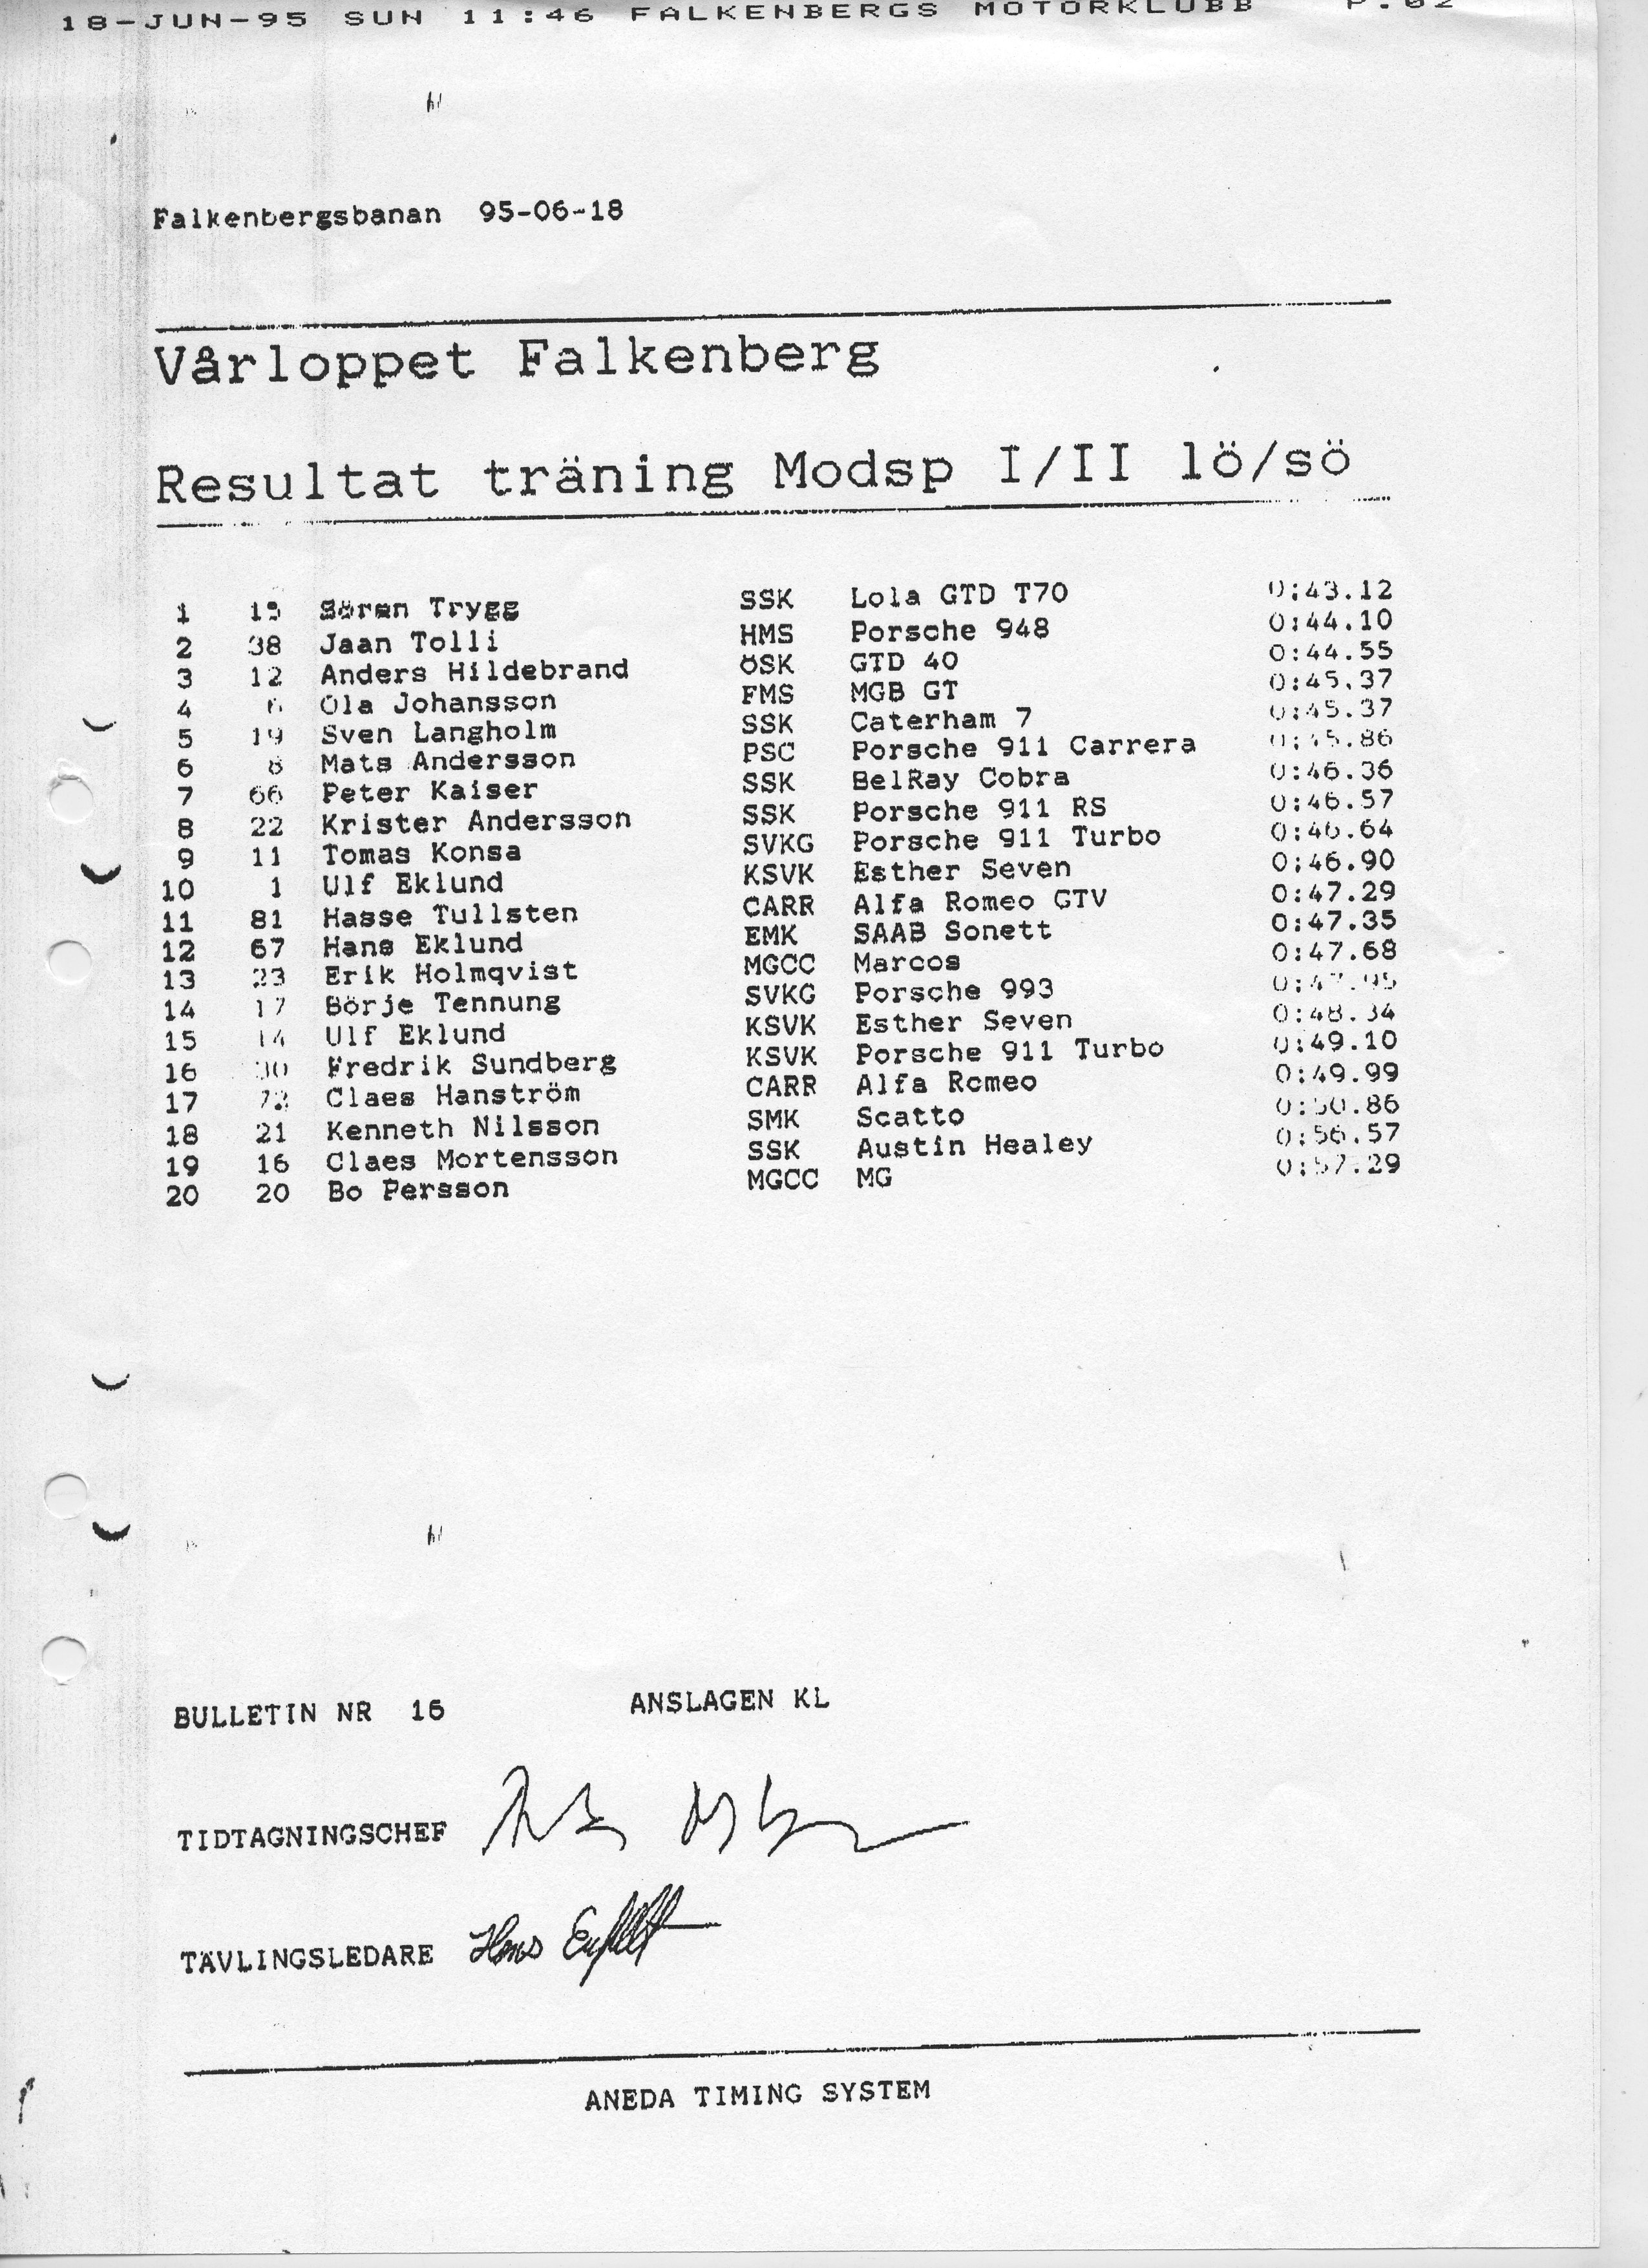 18-JUN-95 SUN 11:46 FALKENBERGS MOTORKLUBB P.02
Falkenbergsbanan 95-06-18
Vårloppet Falkenberg
Resultat träning Modsp I/II lö/sö
1 15 Sören Trygg SSK Lola GTD T70 0:43.12
2 38 Jaan Tolli HMS Porsche 948 0:44.10
3 12 Anders Hildebrand ÖSK GTD 40 0:44.55
4 6 Ola Johansson FMS MGB GT 0:45.37
5 19 Sven Langholm SSK Caterham 7 0:45.37
6 8 Mats Andersson PSC Porsche 911 Carrera 0:45.86
7 66 Peter Kaiser SSK BelRay Cobra 0:46.36
8 22 Krister Andersson SSK Porsche 911 RS 0:46.57
9 11 Tomas Konsa SVKG Porsche 911 Turbo 0:46.64
10 1 Ulf Eklund KSVK Esther Seven 0:46.90
11 81 Hasse Tullsten CARR Alfa Romeo GTV 0:47.29
12 67 Hans Eklund EMK SAAB Sonett 0:47.35
13 23 Erik Holmqvist MGCC Marcos 0:47.68
14 17 Börje Tennung SVKG Porsche 993 0:47.95
15 14 Ulf Eklund KSVK Esther Seven 0:48.34
16 30 Fredrik Sundberg KSVK Porsche 911 Turbo 0:49.10
17 Claes Hanström CARR Alfa Romeo 0:49.99
18 21 Kenneth Nilsson SMK Scatto 0:50.86
19 16 Claes Mortensson SSK Austin Healey 0:56.57
20 20 Bo Persson MGCC MG 0:57.29
BULLETIN NR 16 ANSLAGEN KL
TIDTAGNINGSCHEF
TÄVLINGSLEDARE Hans
ANEDA TIMING SYSTEM